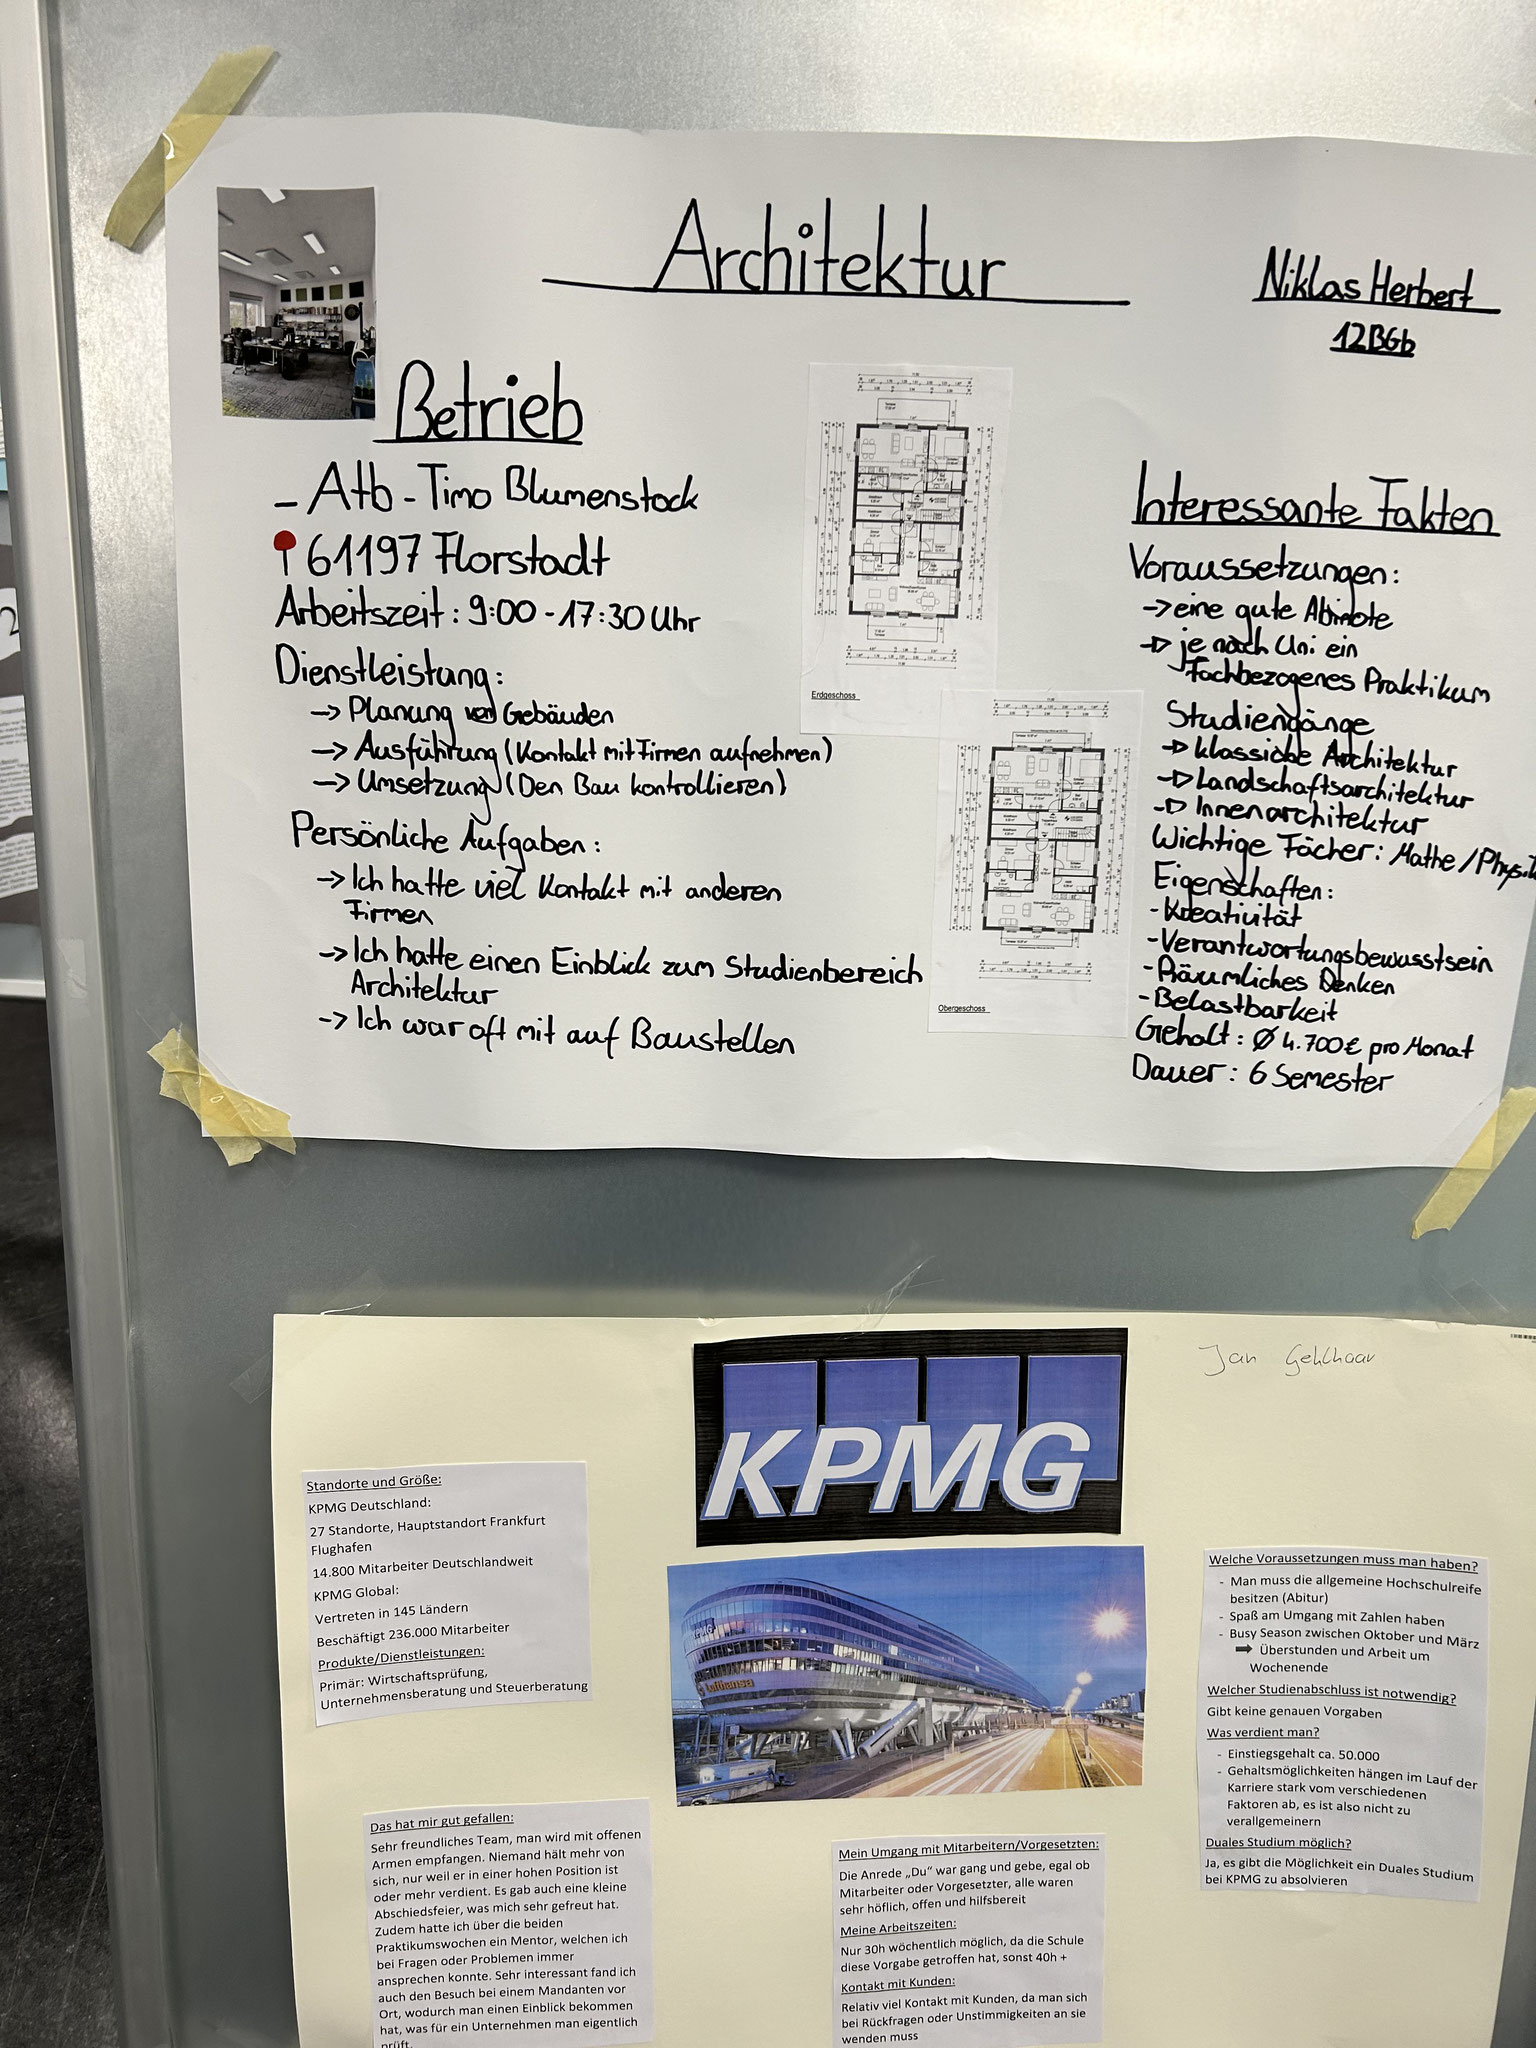 Architektur
Niklas Herbert
12BGb
Betrieb
- Atb - Timo Blumenstock
61197 Florstadt
Arbeitszeit: 9:00 - 17:30 Uhr
Dienstleistung:
-> Planung von Gebäuden
-> Ausführung (Kontakt mit Firmen aufnehmen)
-> Umsetzung (Den Bau kontrollieren)
Persönliche Aufgaben:
-> Ich hatte viel Kontakt mit anderen
Firmen
-> Ich hatte einen Einblick zum Studienbereich
Architektur
-> Ich war oft mit auf Baustellen
Erdgeschoss
Obergeschoss
Interessante Fakten
Voraussetzungen:
-> eine gute Abinote
-> je nach Uni ein
Fachbezogenes Praktikum
Studiengänge
-> klassiche Architektur
-> Landschaftsarchitektur
-> Innenarchitektur
Wichtige Fächer: Mathe / Physik
Eigenschaften:
- Kreativität
- Verantwortungsbewusstsein
- Räumliches Denken
- Belastbarkeit
Gehalt: Ø 4.700€ pro Monat
Dauer: 6 Semester
Jan Gehlhaar
KPMG
Standorte und Größe:
KPMG Deutschland:
27 Standorte, Hauptstandort Frankfurt
Flughafen
14.800 Mitarbeiter Deutschlandweit
KPMG Global:
Vertreten in 145 Ländern
Beschäftigt 236.000 Mitarbeiter
Produkte/Dienstleistungen:
Primär: Wirtschaftsprüfung,
Unternehmensberatung und Steuerberatung
KPMG
Lufthansa
Welche Voraussetzungen muss man haben?
- Man muss die allgemeine Hochschulreife
besitzen (Abitur)
- Spaß am Umgang mit Zahlen haben
- Busy Season zwischen Oktober und März
➡ Überstunden und Arbeit um
Wochenende
Welcher Studienabschluss ist notwendig?
Gibt keine genauen Vorgaben
Was verdient man?
- Einstiegsgehalt ca. 50.000
- Gehaltsmöglichkeiten hängen im Lauf der
Karriere stark vom verschiedenen
Faktoren ab, es ist also nicht zu
verallgemeinern
Duales Studium möglich?
Ja, es gibt die Möglichkeit ein Duales Studium
bei KPMG zu absolvieren
Das hat mir gut gefallen:
Sehr freundliches Team, man wird mit offenen
Armen empfangen. Niemand hält mehr von
sich, nur weil er in einer hohen Position ist
oder mehr verdient. Es gab auch eine kleine
Abschiedsfeier, was mich sehr gefreut hat.
Zudem hatte ich über die beiden
Praktikumswochen ein Mentor, welchen ich
bei Fragen oder Problemen immer
ansprechen konnte. Sehr interessant fand ich
auch den Besuch bei einem Mandanten vor
Ort, wodurch man einen Einblick bekommen
hat, was für ein Unternehmen man eigentlich
prüft.
Mein Umgang mit Mitarbeitern/Vorgesetzten:
Die Anrede „Du“ war gang und gebe, egal ob
Mitarbeiter oder Vorgesetzter, alle waren
sehr höflich, offen und hilfsbereit
Meine Arbeitszeiten:
Nur 30h wöchentlich möglich, da die Schule
diese Vorgabe getroffen hat, sonst 40h +
Kontakt mit Kunden:
Relativ viel Kontakt mit Kunden, da man sich
bei Rückfragen oder Unstimmigkeiten an sie
wenden muss